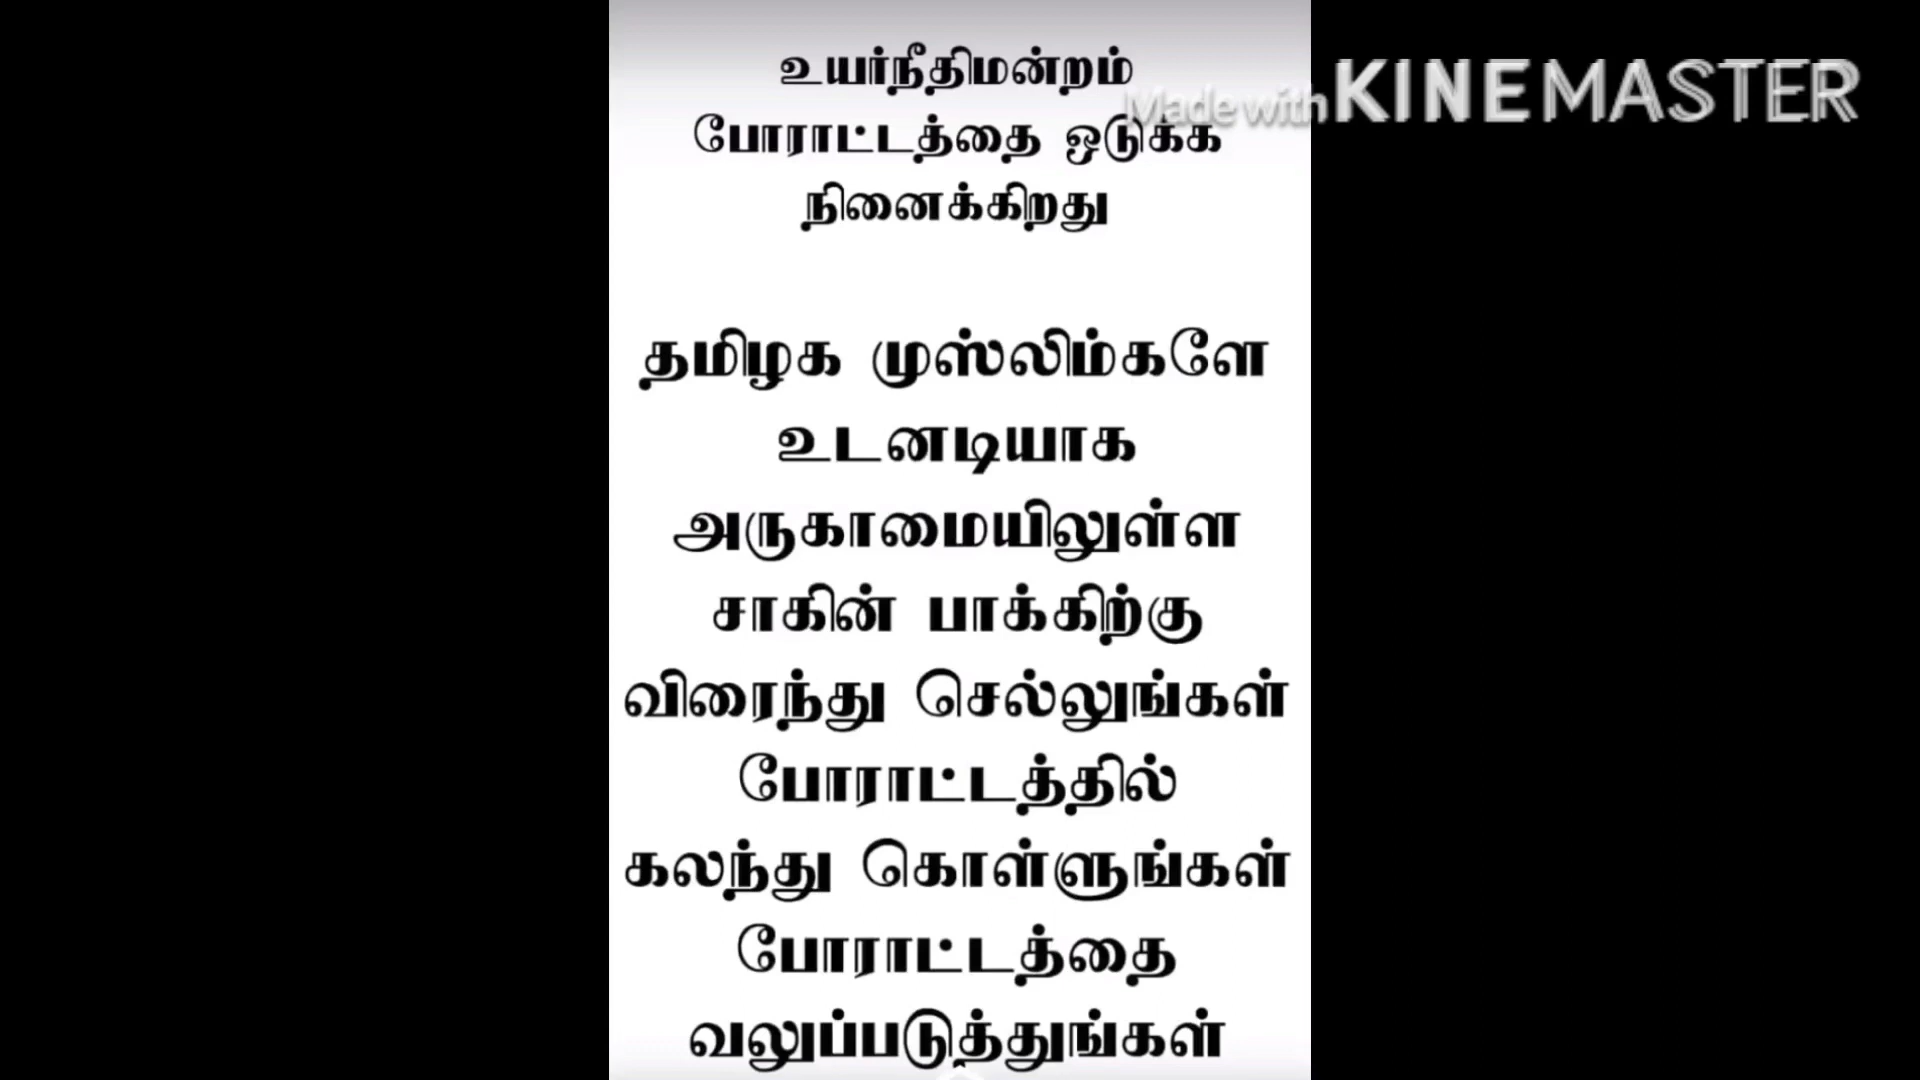 உயர்நீதிமன்றம்
Made with KINEMASTER
போராட்டத்தை ஒடுக்க
நினைக்கிறது
தமிழக முஸ்லிம்களே
உடனடியாக
அருகாமையிலுள்ள
சாகின் பாக்கிற்கு
விரைந்து செல்லுங்கள்
போராட்டத்தில்
கலந்து கொள்ளுங்கள்
போராட்டத்தை
வலுப்படுத்துங்கள்